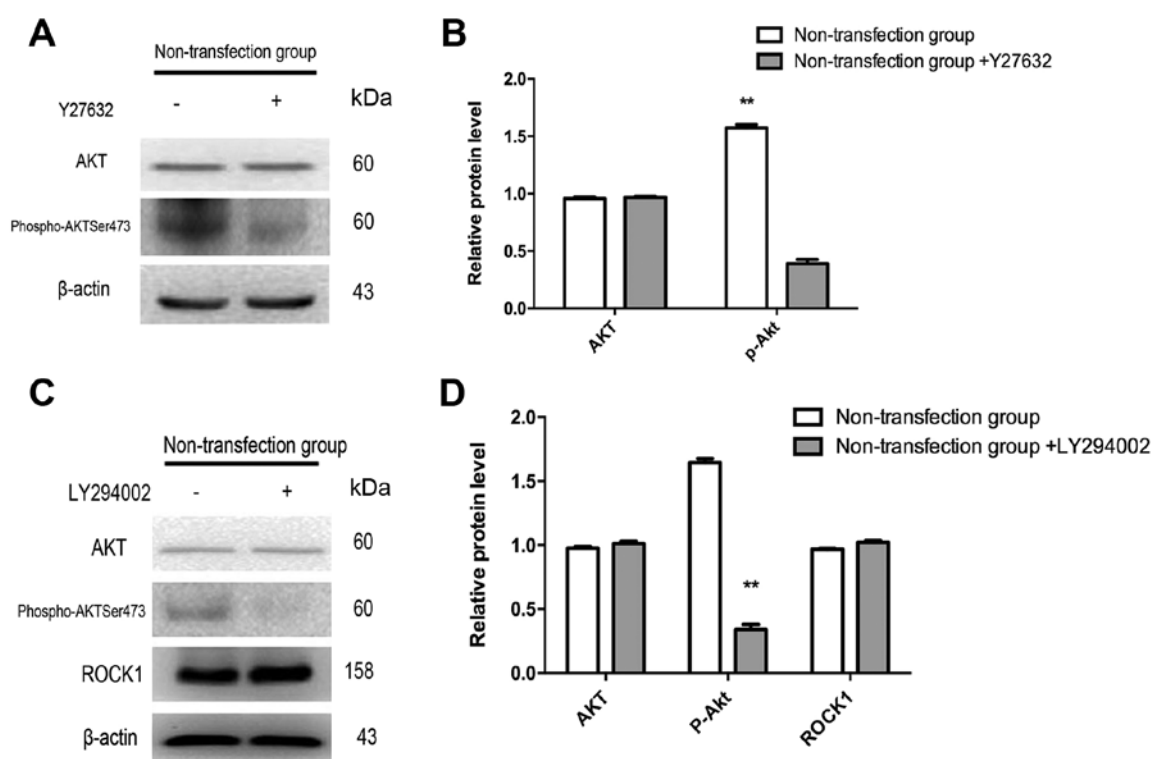 A
Non-transfection group
Y27632 - + kDa
AKT 60
Phospho-AKTSer473 60
β-actin 43
B
Non-transfection group
Non-transfection group +Y27632
Relative protein level
2.0
**
1.5
1.0
0.5
0.0
AKT
p-Akt
C
Non-transfection group
LY294002 - + kDa
AKT 60
Phospho-AKTSer473 60
ROCK1 158
β-actin 43
D
Non-transfection group
Non-transfection group +LY294002
Relative protein level
2.0
1.5
1.0
0.5
**
0.0
AKT
P-Akt
ROCK1